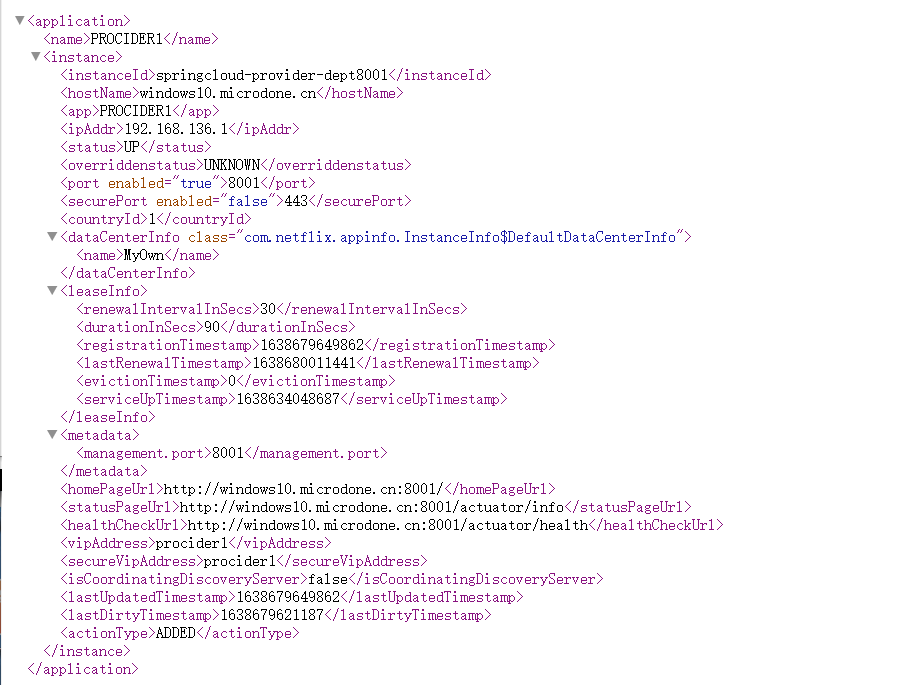 <application>
<name>PROCIDER1</name>
<instance>
<instanceId>springcloud-provider-dept8001</instanceId>
<hostName>windows10.microdone.cn</hostName>
<app>PROCIDER1</app>
<ipAddr>192.168.136.1</ipAddr>
<status>UP</status>
<overriddenstatus>UNKNOWN</overriddenstatus>
<port enabled="true">8001</port>
<securePort enabled="false">443</securePort>
<countryId>1</countryId>
<dataCenterInfo class="com.netflix.appinfo.InstanceInfo$DefaultDataCenterInfo">
<name>MyOwn</name>
</dataCenterInfo>
<leaseInfo>
<renewalIntervalInSecs>30</renewalIntervalInSecs>
<durationInSecs>90</durationInSecs>
<registrationTimestamp>1638679649862</registrationTimestamp>
<lastRenewalTimestamp>1638680011441</lastRenewalTimestamp>
<evictionTimestamp>0</evictionTimestamp>
<serviceUpTimestamp>1638634048687</serviceUpTimestamp>
</leaseInfo>
<metadata>
<management.port>8001</management.port>
</metadata>
<homePageUrl>http://windows10.microdone.cn:8001/</homePageUrl>
<statusPageUrl>http://windows10.microdone.cn:8001/actuator/info</statusPageUrl>
<healthCheckUrl>http://windows10.microdone.cn:8001/actuator/health</healthCheckUrl>
<vipAddress>procider1</vipAddress>
<secureVipAddress>procider1</secureVipAddress>
<isCoordinatingDiscoveryServer>false</isCoordinatingDiscoveryServer>
<lastUpdatedTimestamp>1638679649862</lastUpdatedTimestamp>
<lastDirtyTimestamp>1638679621187</lastDirtyTimestamp>
<actionType>ADDED</actionType>
</instance>
</application>